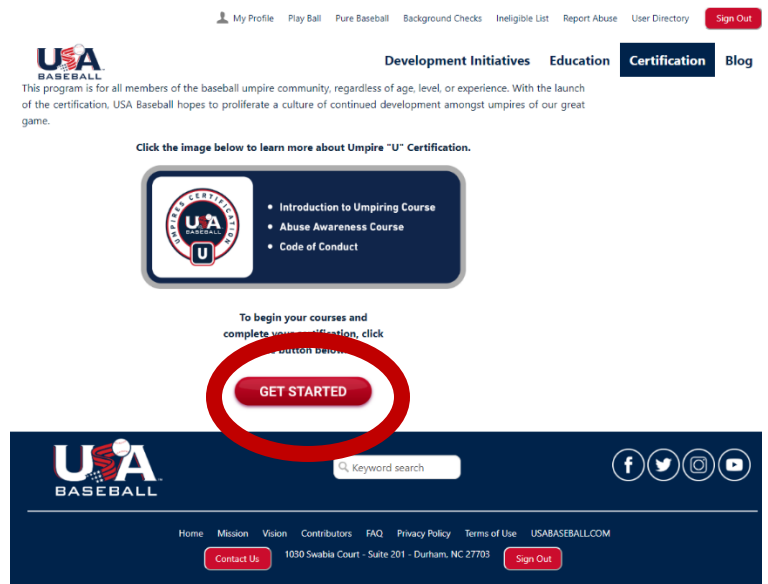 My Profile Play Ball Pure Baseball Background Checks Ineligible List Report Abuse User Directory Sign Out
USA
BASEBALL
Development Initiatives Education Certification Blog
This program is for all members of the baseball umpire community, regardless of age, level, or experience. With the launch
of the certification, USA Baseball hopes to proliferate a culture of continued development amongst umpires of our great
game.
Click the image below to learn more about Umpire "U" Certification.
UMPIRES CERTIFICATION
USA
BASEBALL
U
• Introduction to Umpiring Course
• Abuse Awareness Course
• Code of Conduct
To begin your courses and
complete your certification, click
button below
GET STARTED
USA
BASEBALL
Keyword search
Home Mission Vision Contributors FAQ Privacy Policy Terms of Use USABASEBALL.COM
Contact Us 1030 Swabia Court - Suite 201 - Durham, NC 27703 Sign Out